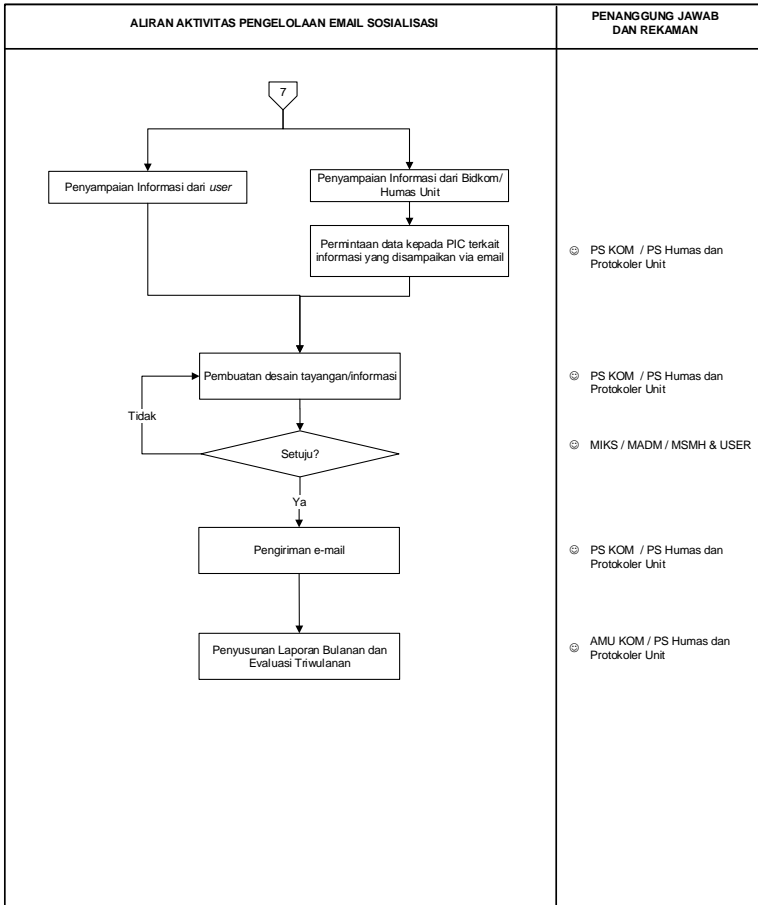 ALIRAN AKTIVITAS PENGELOLAAN EMAIL SOSIALISASI
PENANGGUNG JAWAB
DAN REKAMAN
7
Penyampaian Informasi dari user
Penyampaian Informasi dari Bidkom/
Humas Unit
Permintaan data kepada PIC terkait
informasi yang disampaikan via email
☺ PS KOM / PS Humas dan
Protokoler Unit
Pembuatan desain tayangan/informasi
☺ PS KOM / PS Humas dan
Protokoler Unit
Tidak
Setuju?
☺ MIKS / MADM / MSMH & USER
Ya
Pengiriman e-mail
☺ PS KOM / PS Humas dan
Protokoler Unit
Penyusunan Laporan Bulanan dan
Evaluasi Triwulanan
☺ AMU KOM / PS Humas dan
Protokoler Unit